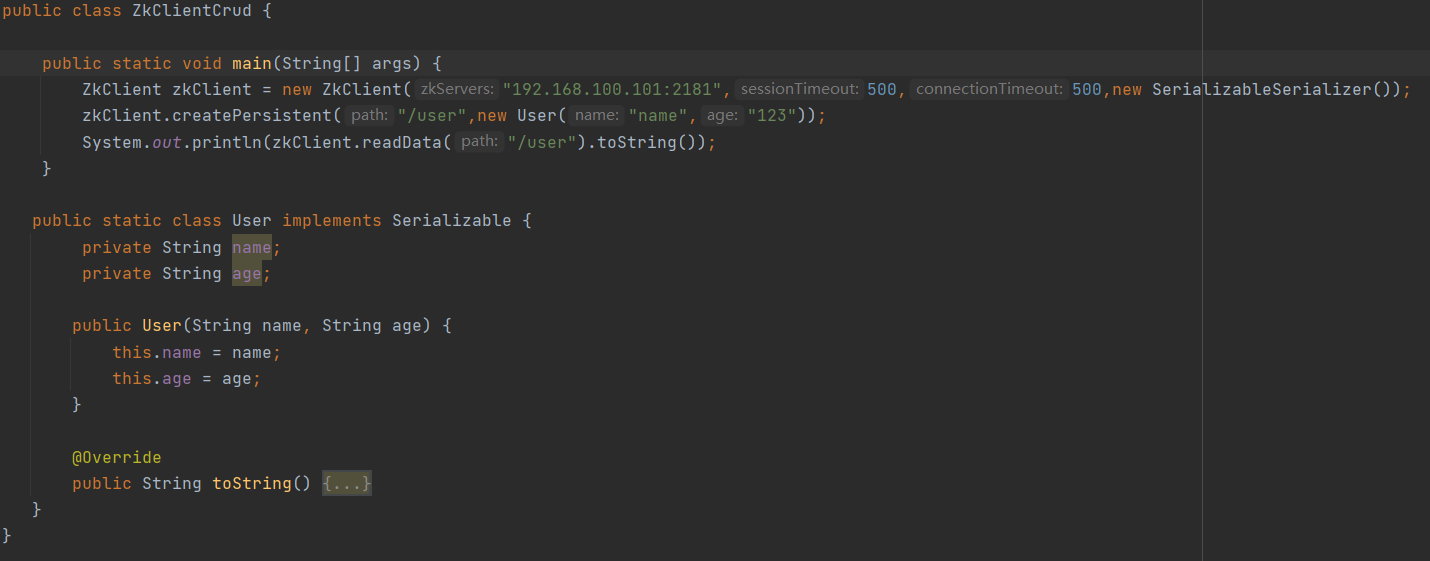 public class ZkClientCrud {
public static void main(String[] args) {
ZkClient zkClient = new ZkClient( zkServers: "192.168.100.101:2181", sessionTimeout: 500, connectionTimeout: 500,new SerializableSerializer());
zkClient.createPersistent( path: "/user",new User( name: "name", age: "123"));
System.out.println(zkClient.readData( path: "/user").toString());
}
public static class User implements Serializable {
private String name;
private String age;
public User(String name, String age) {
this.name = name;
this.age = age;
}
@Override
public String toString() {...}
}
}